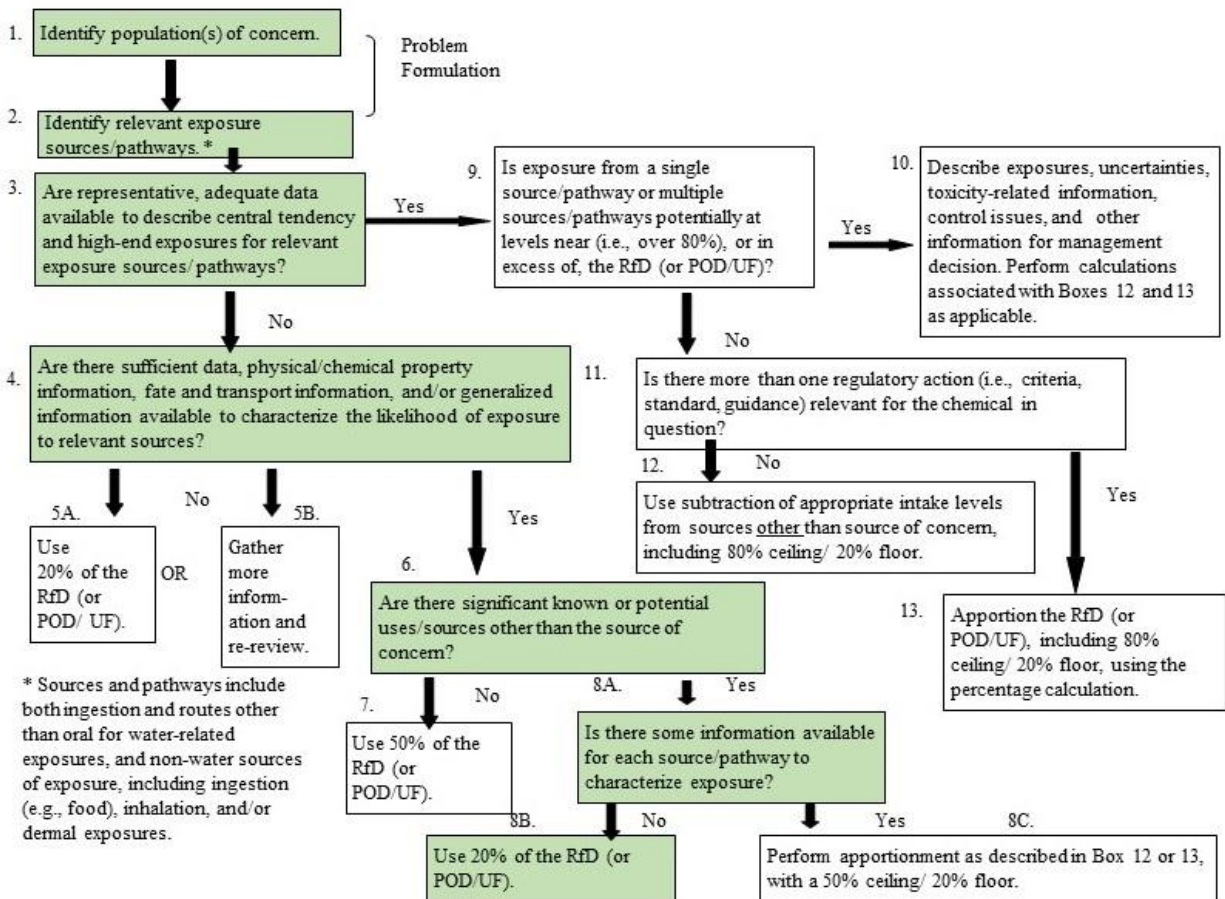 1.
Identify population(s) of concern.
Problem
Formulation
2.
Identify relevant exposure
sources/pathways. *
3.
Are representative, adequate data
available to describe central tendency
and high-end exposures for relevant
exposure sources/ pathways?
Yes
9.
Is exposure from a single
source/pathway or multiple
sources/pathways potentially at
levels near (i.e., over 80%), or in
excess of, the RfD (or POD/UF)?
Yes
10.
Describe exposures, uncertainties,
toxicity-related information,
control issues, and other
information for management
decision. Perform calculations
associated with Boxes 12 and 13
as applicable.
No
No
4.
Are there sufficient data, physical/chemical property
information, fate and transport information, and/or generalized
information available to characterize the likelihood of exposure
to relevant sources?
11.
Is there more than one regulatory action (i.e., criteria,
standard, guidance) relevant for the chemical in
question?
No
5A.
Use
20% of the
RfD (or
POD/ UF).
OR
5B.
Gather
more
inform-
ation and
re-review.
Yes
12.
No
Use subtraction of appropriate intake levels
from sources other than source of concern,
including 80% ceiling/ 20% floor.
Yes
6.
Are there significant known or potential
uses/sources other than the source of
concern?
13.
Apportion the RfD (or
POD/UF), including 80%
ceiling/ 20% floor, using the
percentage calculation.
7.
No
Use 50% of the
RfD (or
POD/UF).
8A.
Yes
Is there some information available
for each source/pathway to
characterize exposure?
8B.
No
Use 20% of the RfD (or
POD/UF).
Yes
8C.
Perform apportionment as described in Box 12 or 13,
with a 50% ceiling/ 20% floor.
* Sources and pathways include
both ingestion and routes other
than oral for water-related
exposures, and non-water sources
of exposure, including ingestion
(e.g., food), inhalation, and/or
dermal exposures.